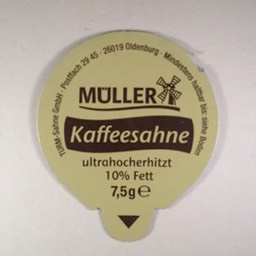 TURM-Sahne GmbH · Postfach 29 45 · 26019 Oldenburg · Mindestens haltbar bis: siehe Boden
MÜLLER
Kaffeesahne
ultrahocherhitzt
10% Fett
7,5g ℮